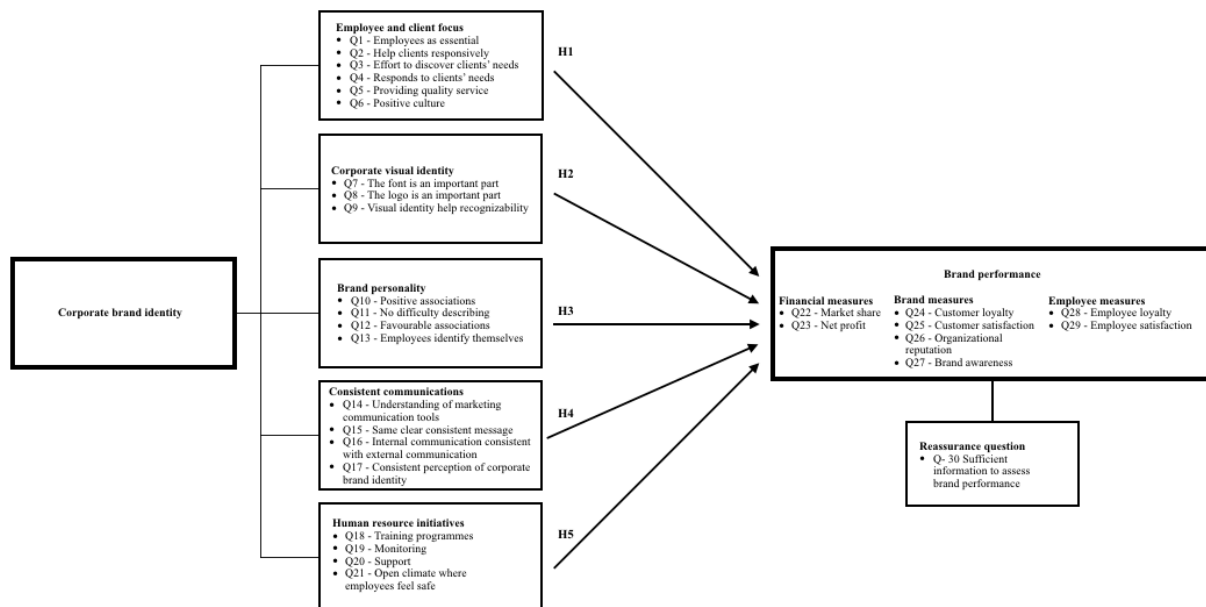 Corporate brand identity
Employee and client focus
• Q1 - Employees as essential
• Q2 - Help clients responsively
• Q3 - Effort to discover clients' needs
• Q4 - Responds to clients' needs
• Q5 - Providing quality service
• Q6 - Positive culture
H1
Corporate visual identity
• Q7 - The font is an important part
• Q8 - The logo is an important part
• Q9 - Visual identity help recognizability
H2
Brand personality
• Q10 - Positive associations
• Q11 - No difficulty describing
• Q12 - Favourable associations
• Q13 - Employees identify themselves
H3
Consistent communications
• Q14 - Understanding of marketing
communication tools
• Q15 - Same clear consistent message
• Q16 - Internal communication consistent
with external communication
• Q17 - Consistent perception of corporate
brand identity
H4
Human resource initiatives
• Q18 - Training programmes
• Q19 - Monitoring
• Q20 - Support
• Q21 - Open climate where
employees feel safe
H5
Brand performance
Financial measures
• Q22 - Market share
• Q23 - Net profit
Brand measures
• Q24 - Customer loyalty
• Q25 - Customer satisfaction
• Q26 - Organizational
reputation
• Q27 - Brand awareness
Employee measures
• Q28 - Employee loyalty
• Q29 - Employee satisfaction
Reassurance question
• Q- 30 Sufficient
information to assess
brand performance